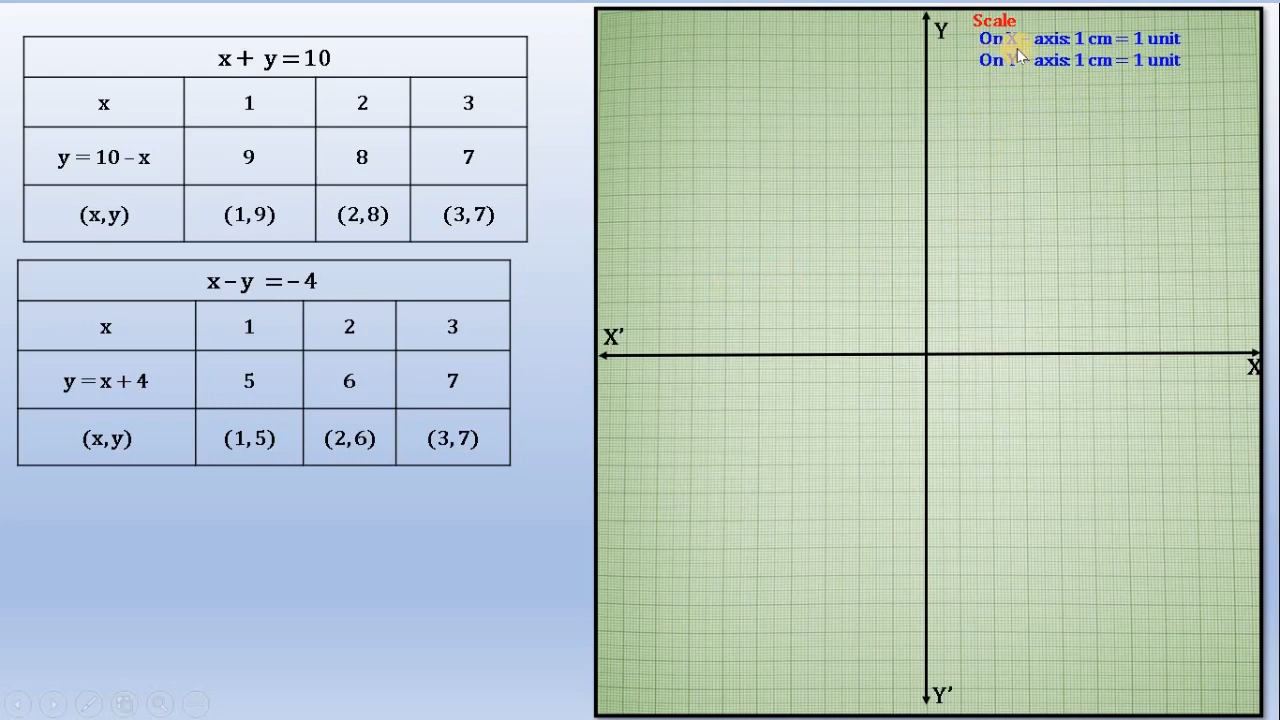 x + y = 10
x 1 2 3
y = 10 – x 9 8 7
(x, y) (1, 9) (2, 8) (3, 7)
x – y = – 4
x 1 2 3
y = x + 4 5 6 7
(x, y) (1, 5) (2, 6) (3, 7)
Scale
On X - axis: 1 cm = 1 unit
On Y - axis: 1 cm = 1 unit
Y
X'
X
Y'